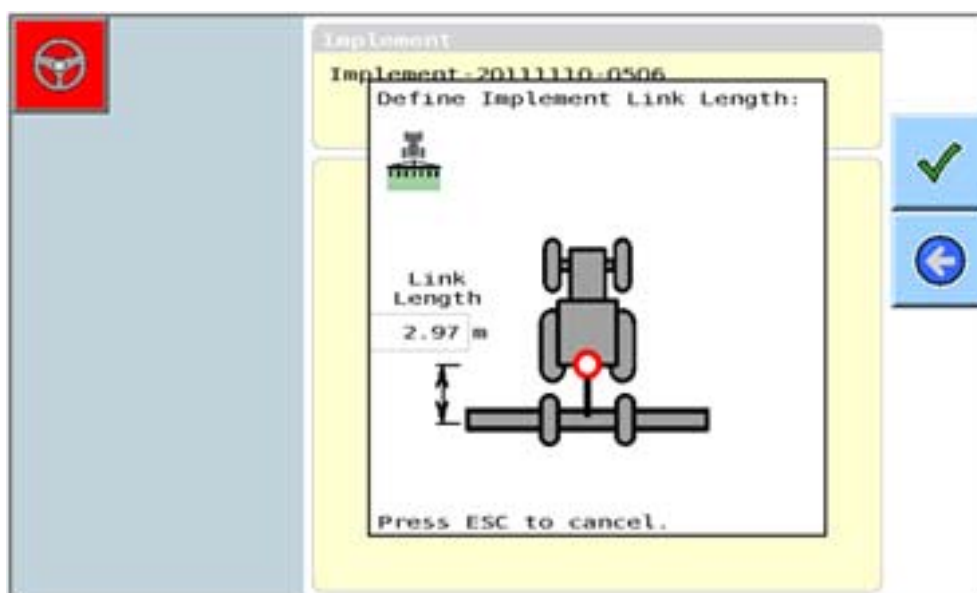 Implement
Implement-20111110-0506
Define Implement Link Length:
Link
Length
2.97 m
Press ESC to cancel.